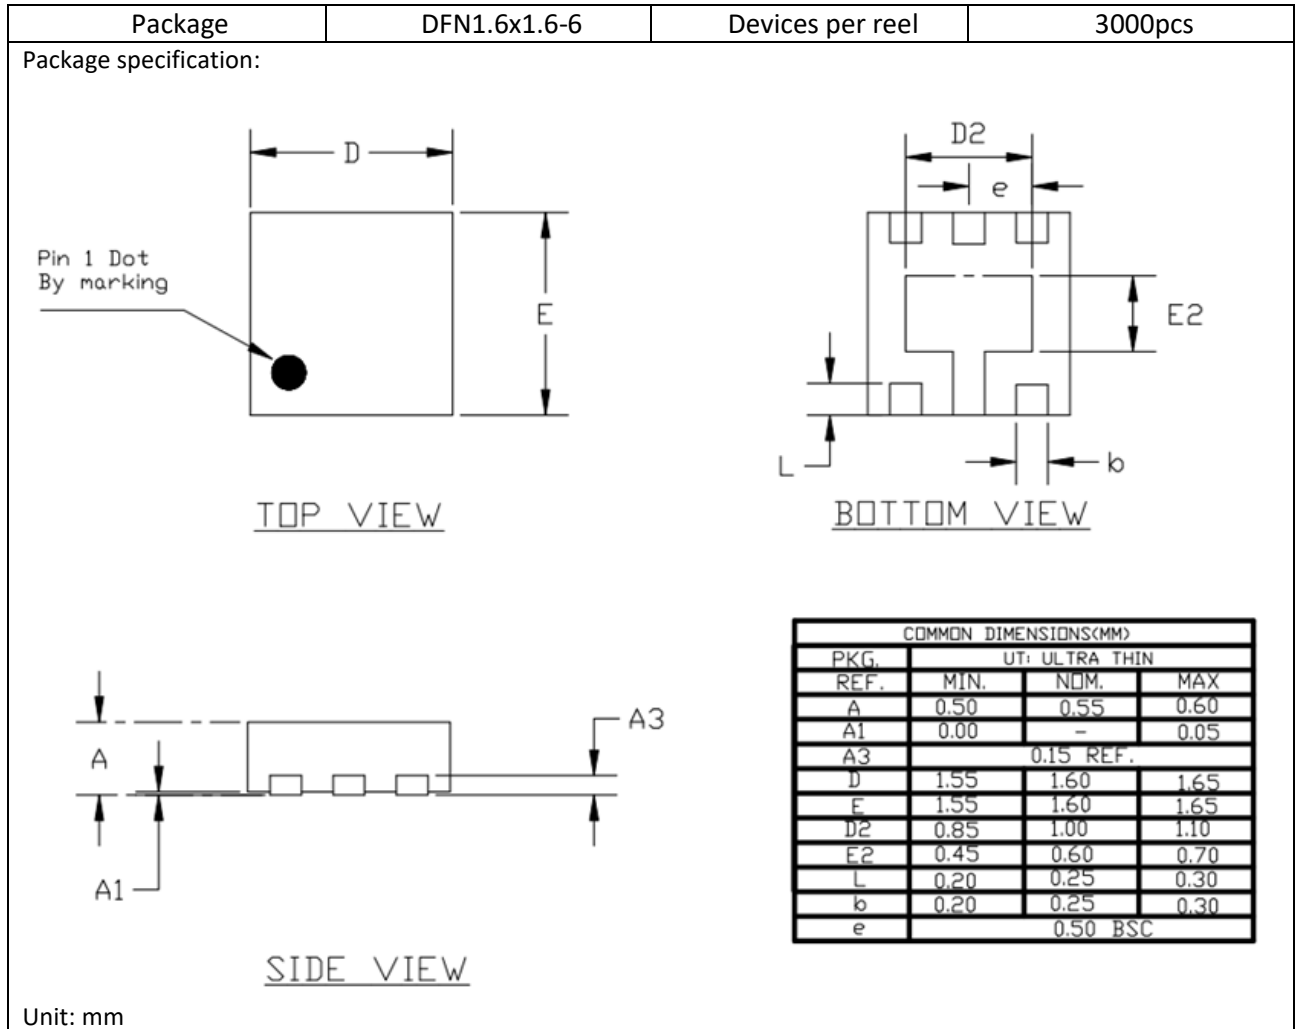 Package DFN1.6x1.6-6 Devices per reel 3000pcs
Package specification:
D
Pin 1 Dot
By marking
E
TOP VIEW
D2
e
E2
L
b
BOTTOM VIEW
A
A1
A3
SIDE VIEW
COMMON DIMENSIONS(MM)
PKG. UT: ULTRA THIN
REF. MIN. NOM. MAX
A 0.50 0.55 0.60
A1 0.00 - 0.05
A3 0.15 REF.
D 1.55 1.60 1.65
E 1.55 1.60 1.65
D2 0.85 1.00 1.10
E2 0.45 0.60 0.70
L 0.20 0.25 0.30
b 0.20 0.25 0.30
e 0.50 BSC
Unit: mm